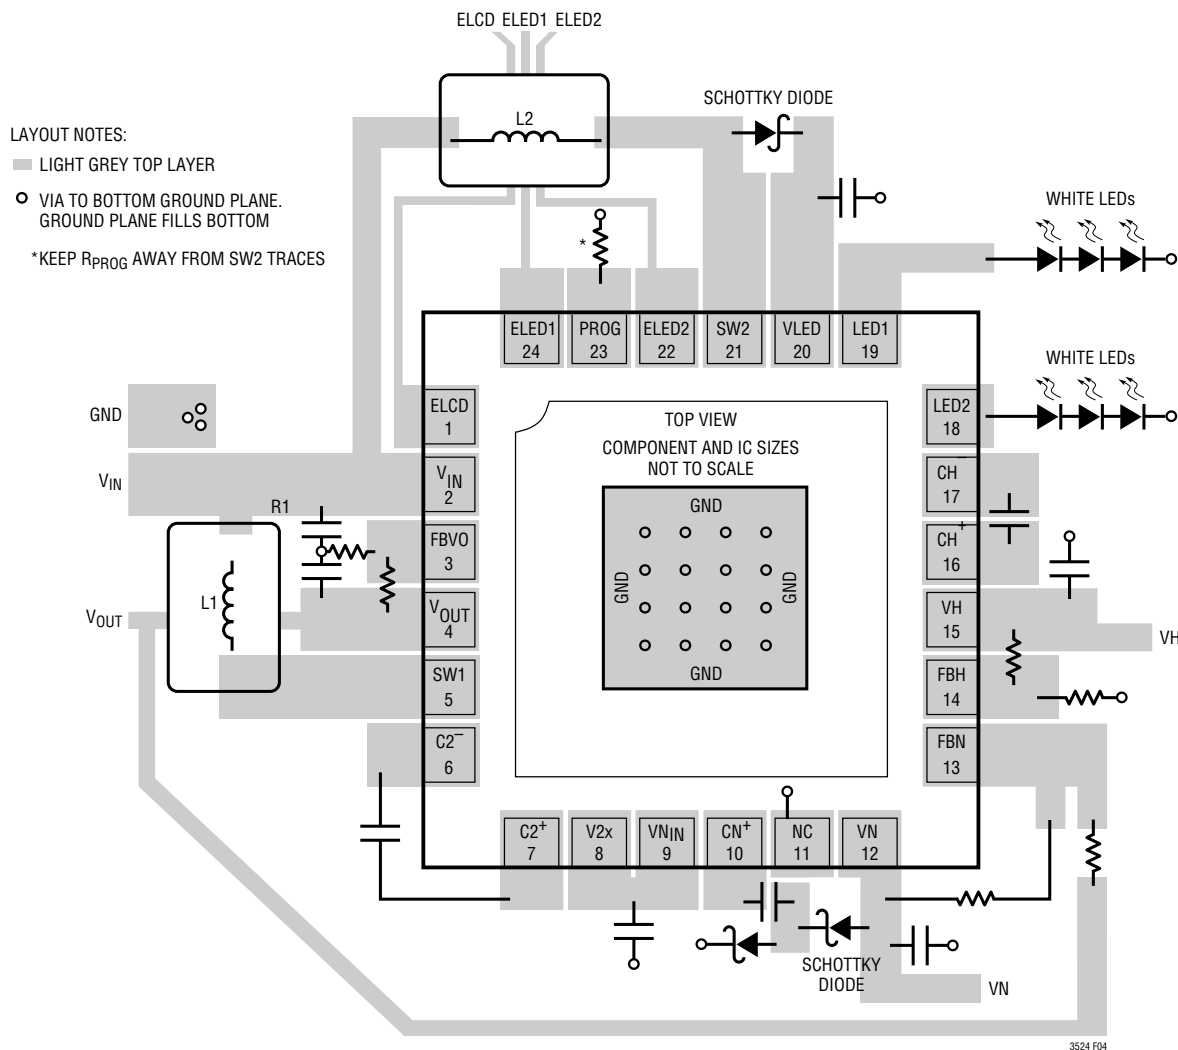 ELCD ELED1 ELED2
SCHOTTKY DIODE
L2
LAYOUT NOTES:
LIGHT GREY TOP LAYER
VIA TO BOTTOM GROUND PLANE.
GROUND PLANE FILLS BOTTOM
*KEEP RPROG AWAY FROM SW2 TRACES
WHITE LEDs
*
ELED1
24
PROG
23
ELED2
22
SW2
21
VLED
20
LED1
19
WHITE LEDs
GND
ELCD
1
TOP VIEW
COMPONENT AND IC SIZES
NOT TO SCALE
LED2
18
VIN
VIN
2
CH–
17
R1
GND
FBVO
3
CH+
16
GND
GND
L1
VOUT
VOUT
4
VH
15
VH
GND
SW1
5
FBH
14
C2–
6
FBN
13
C2+
7
V2x
8
VNIN
9
CN+
10
NC
11
VN
12
SCHOTTKY
DIODE
VN
3524 F04